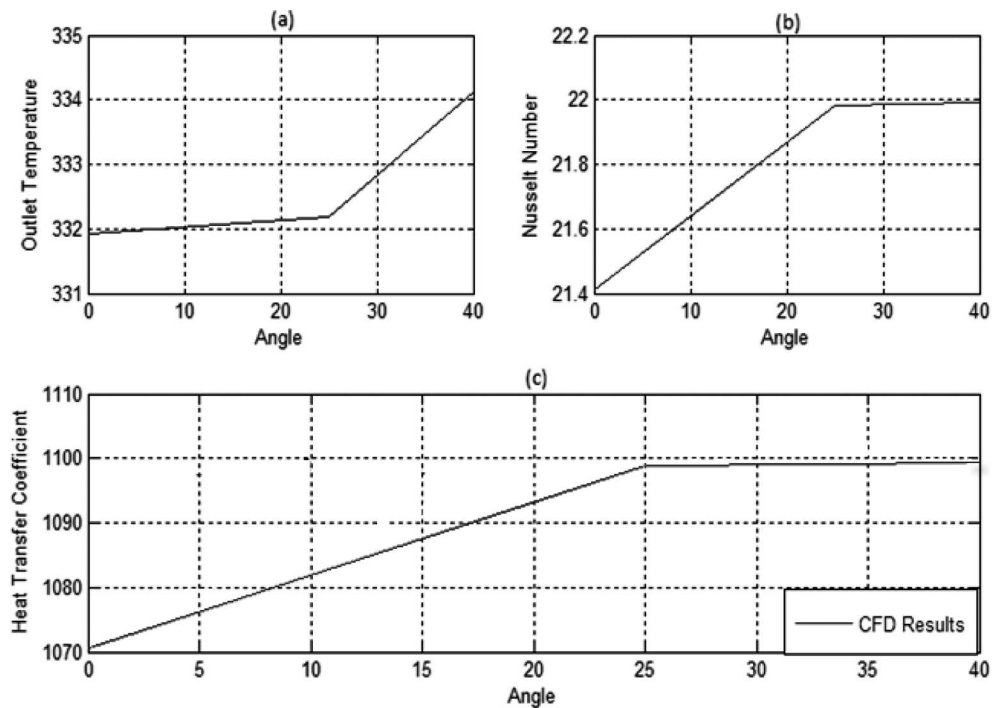 (a)
335
334
333
332
331
Outlet Temperature
0 10 20 30 40
Angle
(b)
22.2
22
21.8
21.6
21.4
Nusselt Number
0 10 20 30 40
Angle
(c)
1110
1100
1090
1080
1070
Heat Transfer Coefficient
0 5 10 15 20 25 30 35 40
Angle
CFD Results